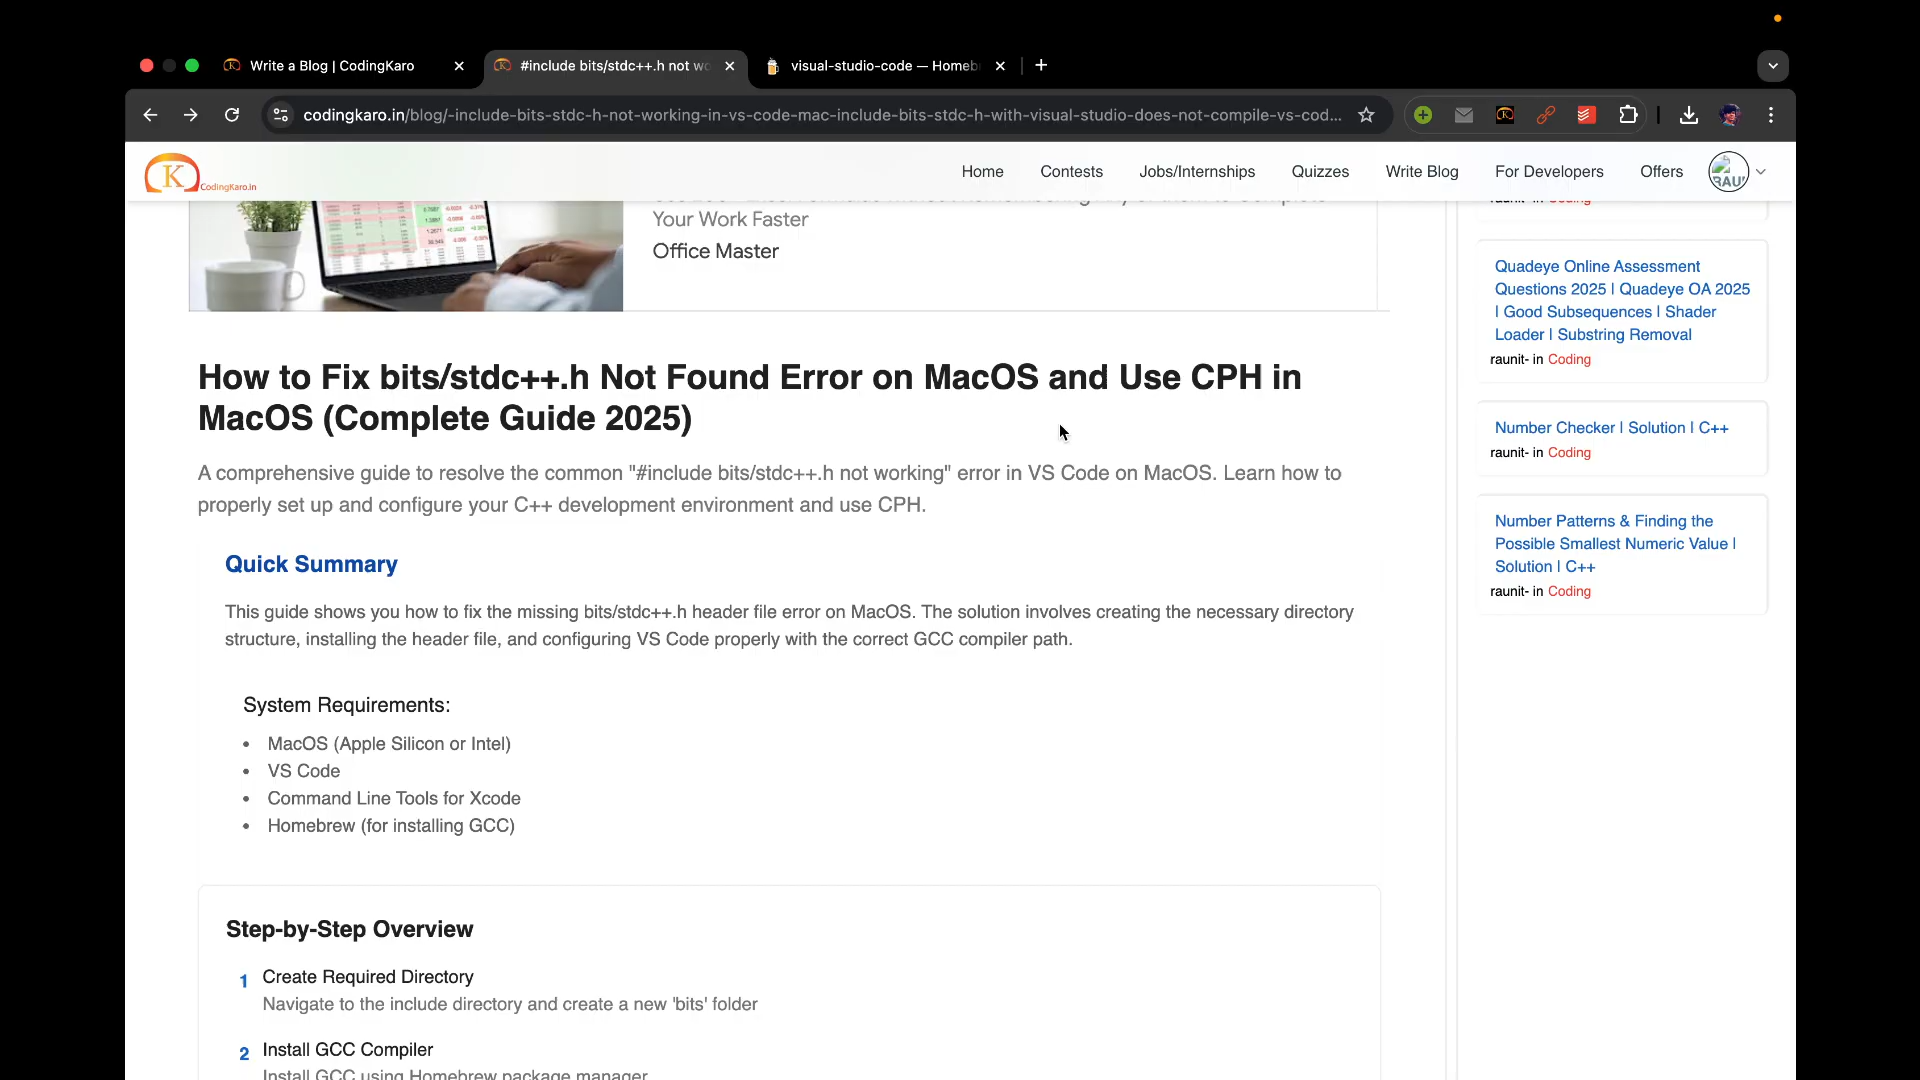 Write a Blog | CodingKaro
#include bits/stdc++.h not wo
visual-studio-code — Homeb
codingkaro.in/blog/-include-bits-stdc-h-not-working-in-vs-code-mac-include-bits-stdc-h-with-visual-studio-does-not-compile-vs-cod...
K
CodingKaro.in
Home
Contests
Jobs/Internships
Quizzes
Write Blog
For Developers
Offers
RAU
Your Work Faster
Office Master
How to Fix bits/stdc++.h Not Found Error on MacOS and Use CPH in
MacOS (Complete Guide 2025)
A comprehensive guide to resolve the common "#include bits/stdc++.h not working" error in VS Code on MacOS. Learn how to
properly set up and configure your C++ development environment and use CPH.
Quick Summary
This guide shows you how to fix the missing bits/stdc++.h header file error on MacOS. The solution involves creating the necessary directory
structure, installing the header file, and configuring VS Code properly with the correct GCC compiler path.
System Requirements:
• MacOS (Apple Silicon or Intel)
• VS Code
• Command Line Tools for Xcode
• Homebrew (for installing GCC)
Step-by-Step Overview
1 Create Required Directory
Navigate to the include directory and create a new 'bits' folder
2 Install GCC Compiler
Install GCC using Homebrew package manager
raunit- in Coding
Quadeye Online Assessment
Questions 2025 | Quadeye OA 2025
| Good Subsequences | Shader
Loader | Substring Removal
raunit- in Coding
Number Checker | Solution | C++
raunit- in Coding
Number Patterns & Finding the
Possible Smallest Numeric Value |
Solution | C++
raunit- in Coding